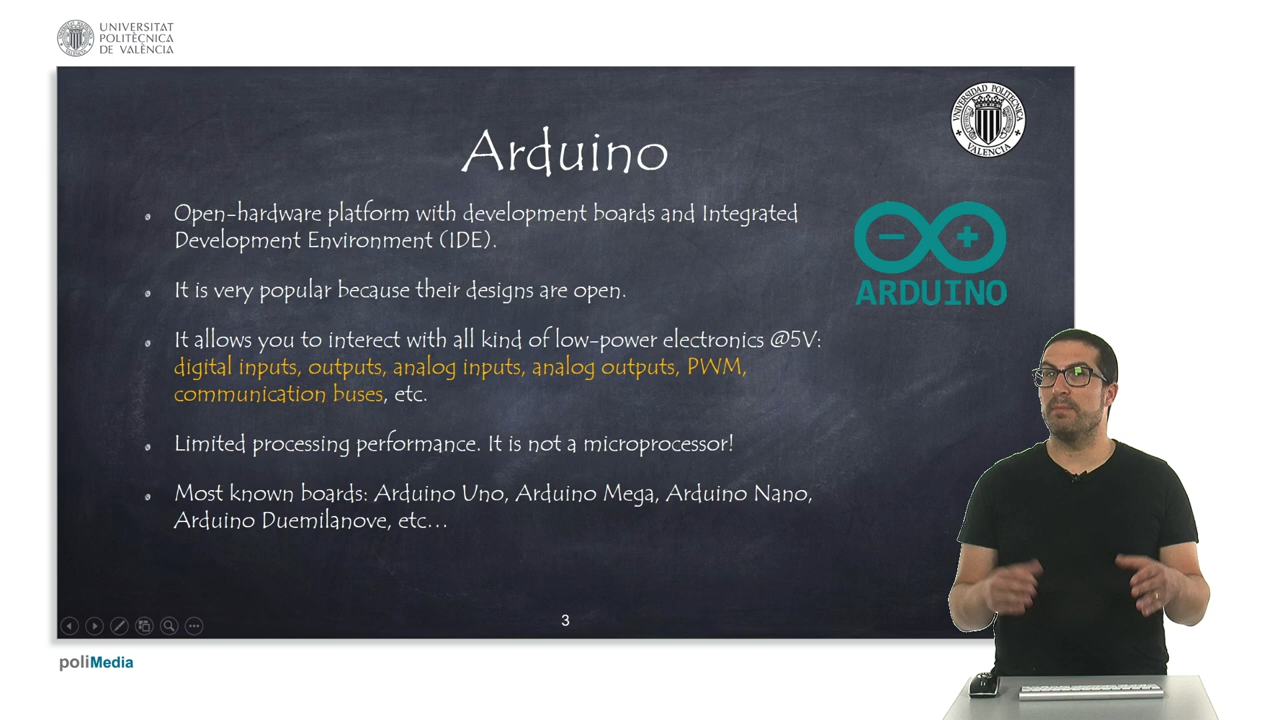 UNIVERSITAT
POLITÈCNICA
DE VALÈNCIA
UNIVERSIDAD POLITECNICA
VALENCIA
Arduino
Open-hardware platform with development boards and Integrated
Development Environment (IDE).
It is very popular because their designs are open.
It allows you to interect with all kind of low-power electronics @5V:
digital inputs, outputs, analog inputs, analog outputs, PWM,
communication buses, etc.
Limited processing performance. It is not a microprocessor!
Most known boards: Arduino Uno, Arduino Mega, Arduino Nano,
Arduino Duemilanove, etc...
ARDUINO
3
poliMedia